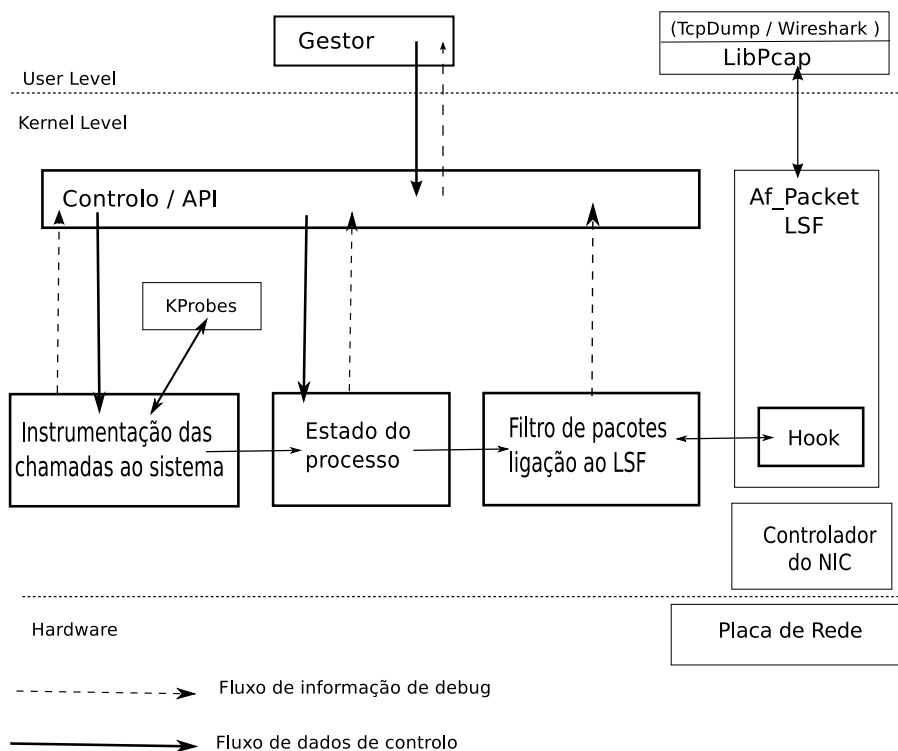 Gestor
(TcpDump / Wireshark )
LibPcap
User Level
Kernel Level
Controlo / API
Af_Packet
LSF
KProbes
Instrumentação das
chamadas ao sistema
Estado do
processo
Filtro de pacotes
ligação ao LSF
Hook
Controlador
do NIC
Hardware
Placa de Rede
Fluxo de informação de debug
Fluxo de dados de controlo